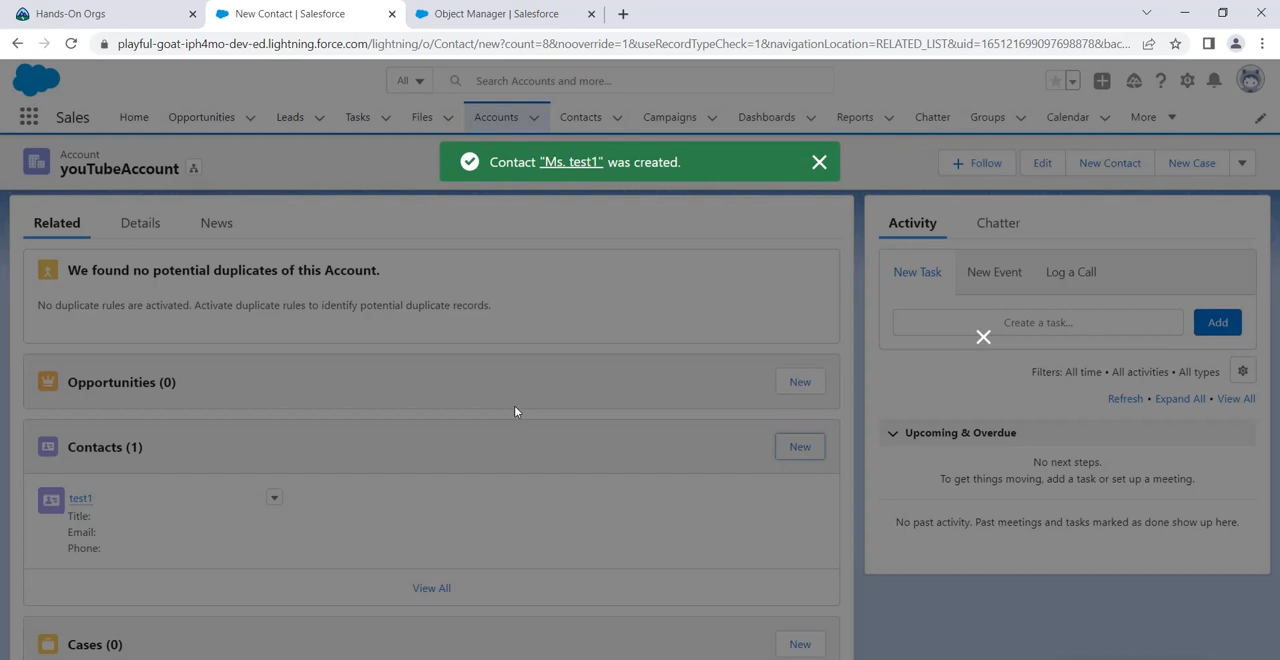 Hands-On Orgs
New Contact | Salesforce
Object Manager | Salesforce
playful-goat-iph4mo-dev-ed.lightning.force.com/lightning/o/Contact/new?count=8&nooverride=1&useRecordTypeCheck=1&navigationLocation=RELATED_LIST&uid=1651216990976988878&bac...
All
Search Accounts and more...
Sales
Home
Opportunities
Leads
Tasks
Files
Accounts
Contacts
Campaigns
Dashboards
Reports
Chatter
Groups
Calendar
More
Account
youTubeAccount
Contact "Ms. test1" was created.
Follow
Edit
New Contact
New Case
Related
Details
News
We found no potential duplicates of this Account.
No duplicate rules are activated. Activate duplicate rules to identify potential duplicate records.
Opportunities (0)
New
Contacts (1)
New
test1
Title:
Email:
Phone:
View All
Cases (0)
New
Activity
Chatter
New Task
New Event
Log a Call
Create a task...
Add
Filters: All time • All activities • All types
Refresh • Expand All • View All
Upcoming & Overdue
No next steps.
To get things moving, add a task or set up a meeting.
No past activity. Past meetings and tasks marked as done show up here.